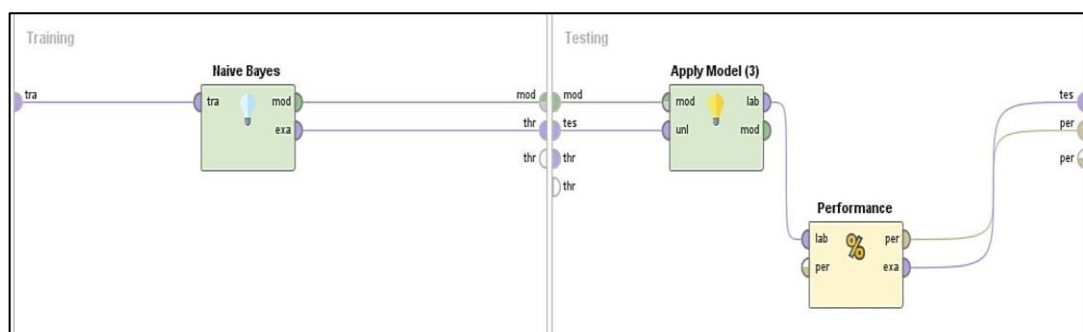 Training
Naive Bayes
tra
tra
mod
exa
mod
thr
thr
Testing
Apply Model (3)
mod
tes
thr
thr
mod
unl
lab
mod
Performance
lab
per
%
per
exa
tes
per
per